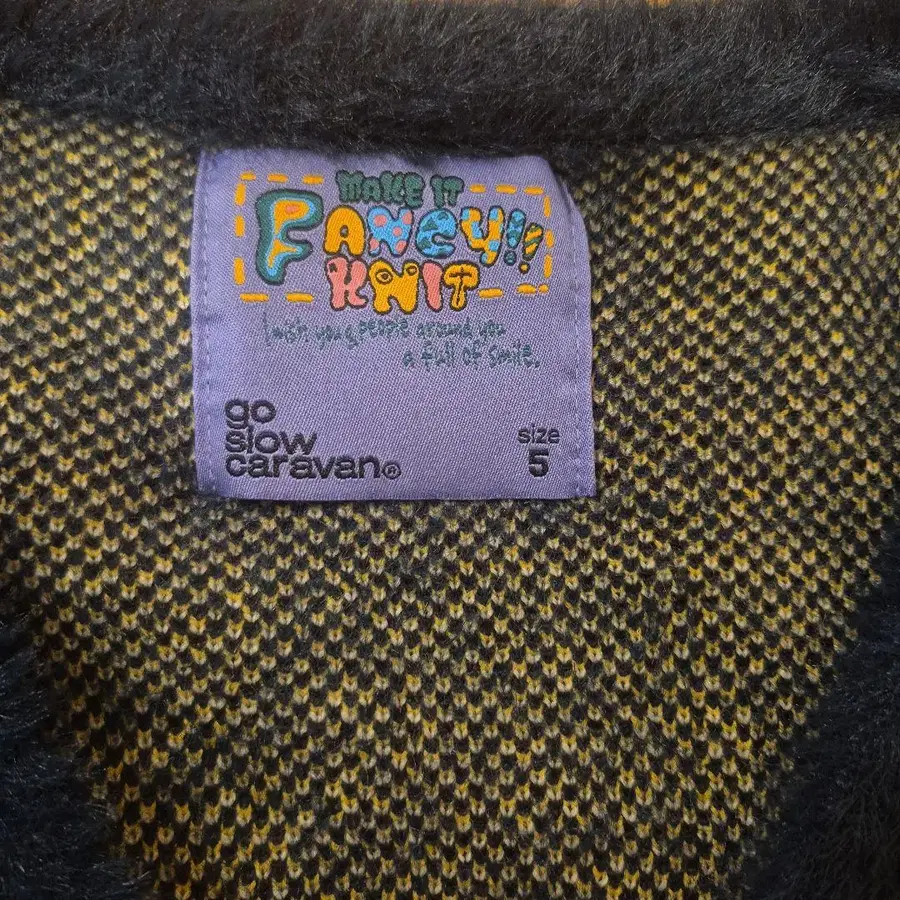 MAKE IT
FANCY!!
KNIT
I wish you & people around you
a full of smile.
go
slow
caravan®
size
5